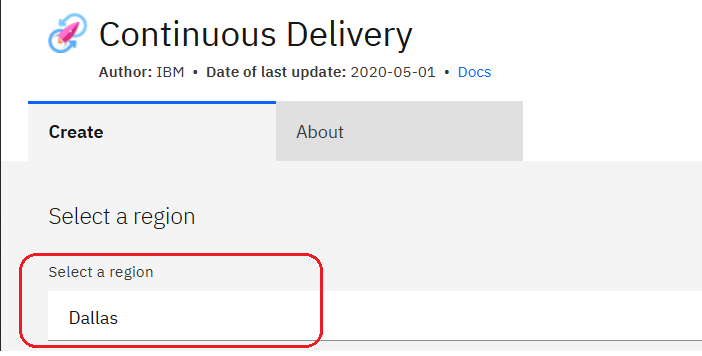 Continuous Delivery
Author: IBM • Date of last update: 2020-05-01 • Docs
Create
About
Select a region
Select a region
Dallas